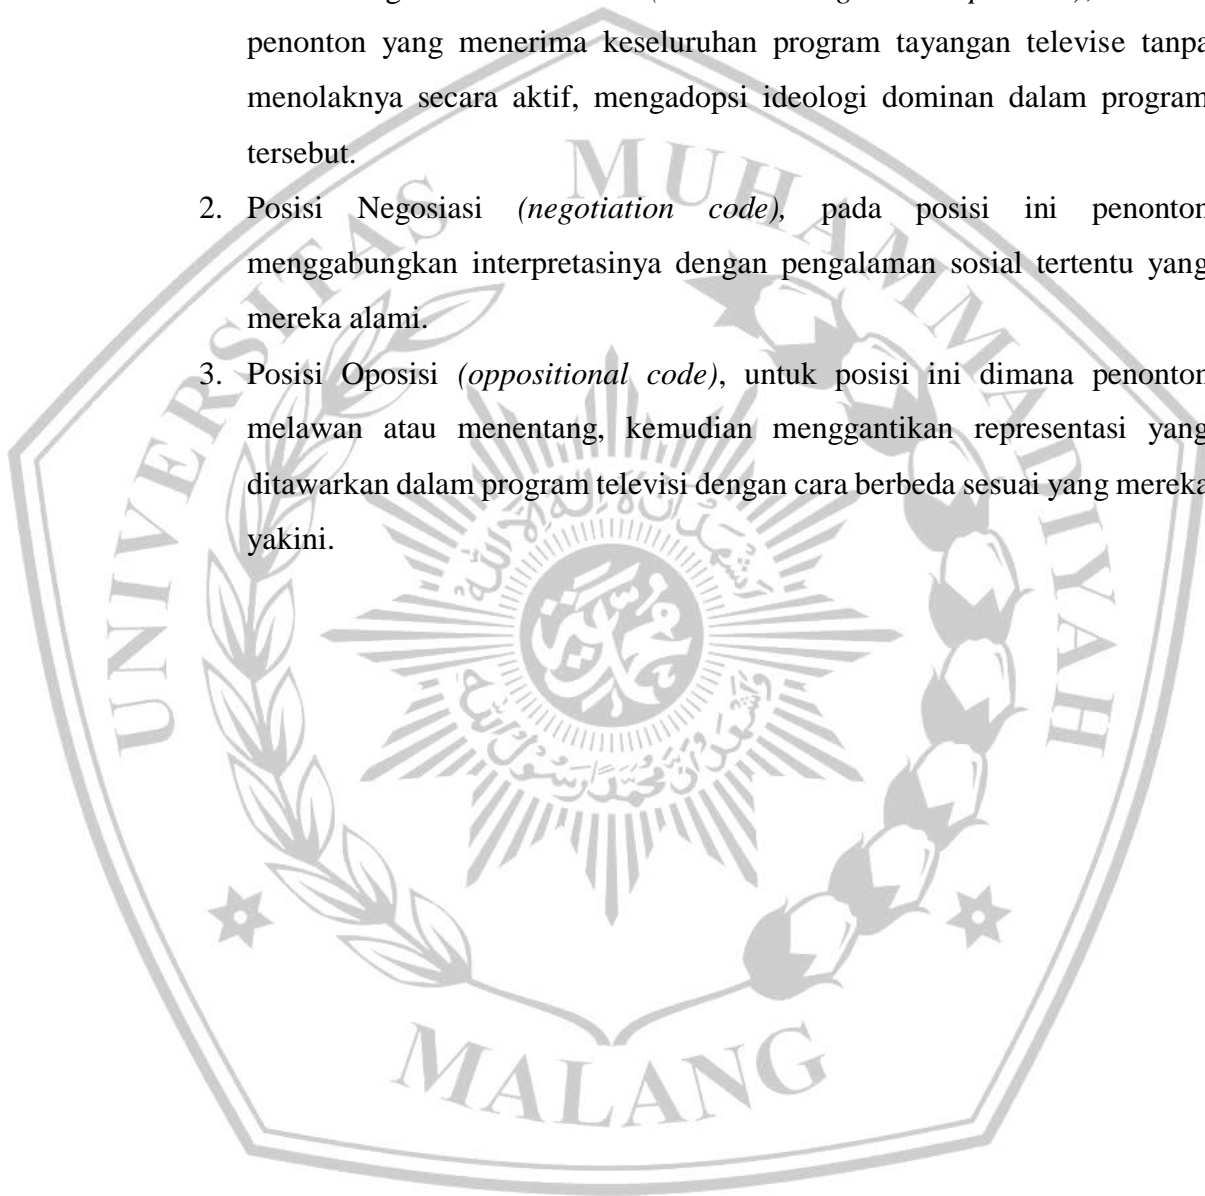 penonton yang menerima keseluruhan program tayangan televise tanpa
menolaknya secara aktif, mengadopsi ideologi dominan dalam program
tersebut.
2. Posisi Negosiasi (negotiation code), pada posisi ini penonton
menggabungkan interpretasinya dengan pengalaman sosial tertentu yang
mereka alami.
3. Posisi Oposisi (oppositional code), untuk posisi ini dimana penonton
melawan atau menentang, kemudian menggantikan representasi yang
ditawarkan dalam program televisi dengan cara berbeda sesuai yang mereka
yakini.
UNIVERSITAS MUHAMMADIYAH
MALANG